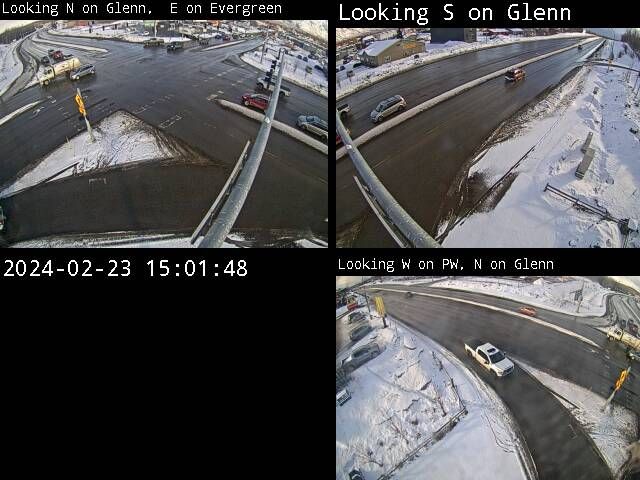 Looking N on Glenn,  E on Evergreen
Looking S on Glenn
2024-02-23 15:01:48
Looking W on PW, N on Glenn